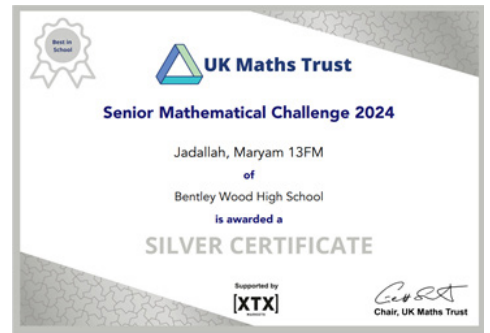 Best in
School
UK Maths Trust
Senior Mathematical Challenge 2024
Jadallah, Maryam 13FM
of
Bentley Wood High School
is awarded a
SILVER CERTIFICATE
Supported by
[XTX]
MARKETS
Chair, UK Maths Trust